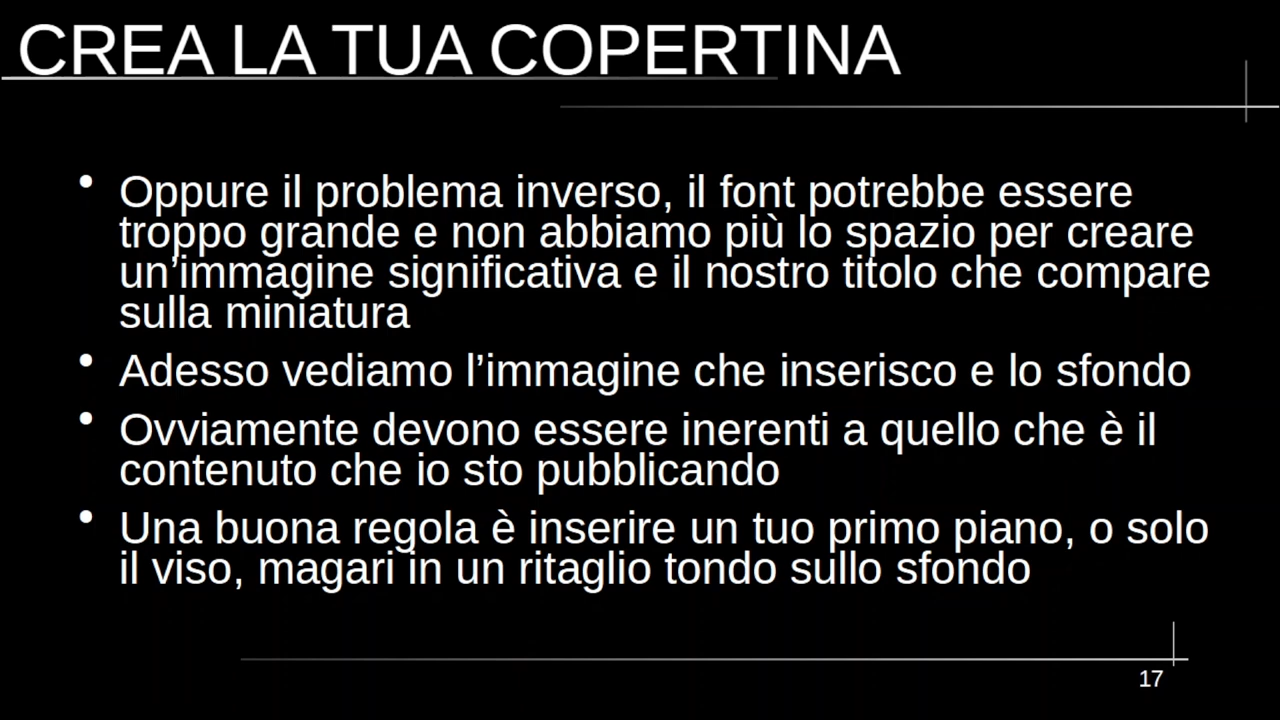 CREA LA TUA COPERTINA
• Oppure il problema inverso, il font potrebbe essere
troppo grande e non abbiamo più lo spazio per creare
un’immagine significativa e il nostro titolo che compare
sulla miniatura
• Adesso vediamo l’immagine che inserisco e lo sfondo
• Ovviamente devono essere inerenti a quello che è il
contenuto che io sto pubblicando
• Una buona regola è inserire un tuo primo piano, o solo
il viso, magari in un ritaglio tondo sullo sfondo
17